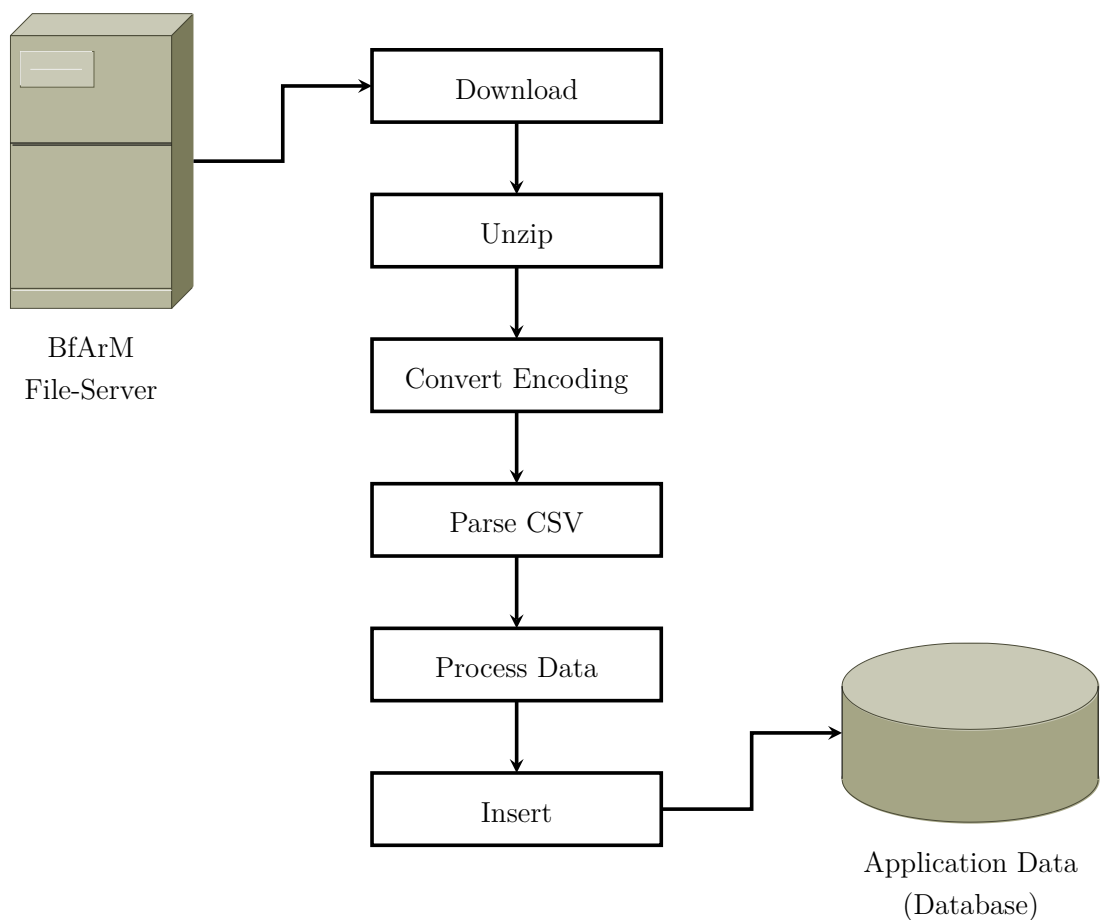 Download
Unzip
BfArM
File-Server
Convert Encoding
Parse CSV
Process Data
Insert
Application Data
(Database)